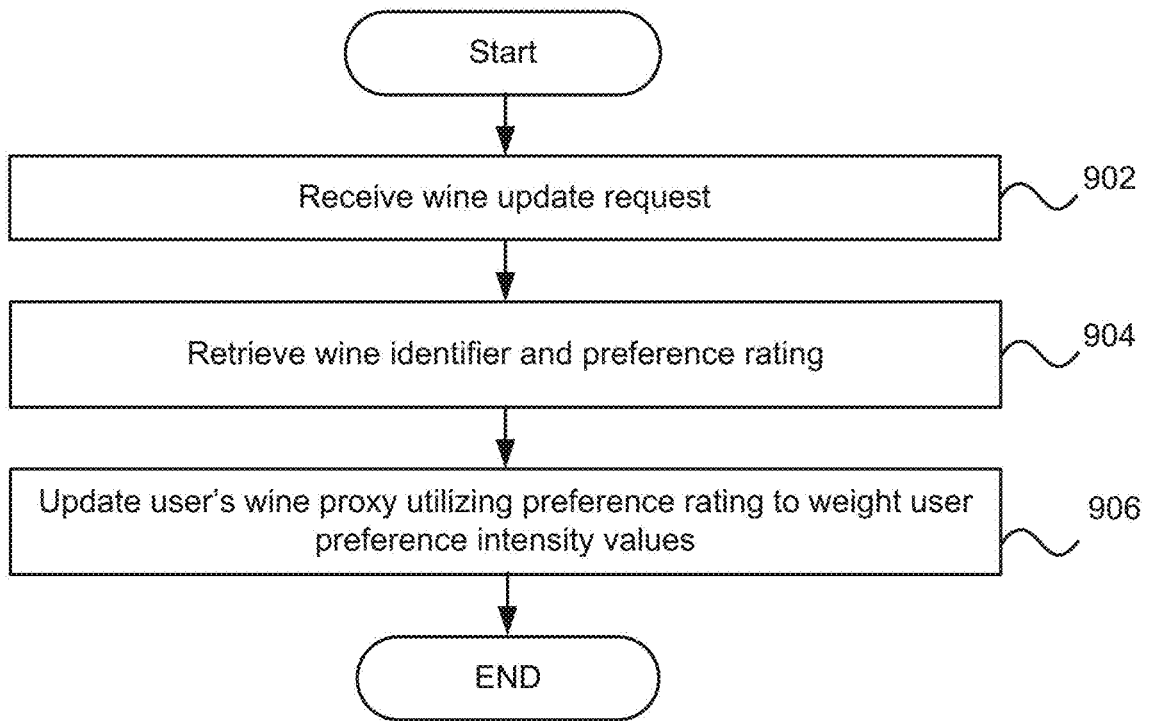 Start
Receive wine update request
902
Retrieve wine identifier and preference rating
904
Update user's wine proxy utilizing preference rating to weight user
preference intensity values
906
END